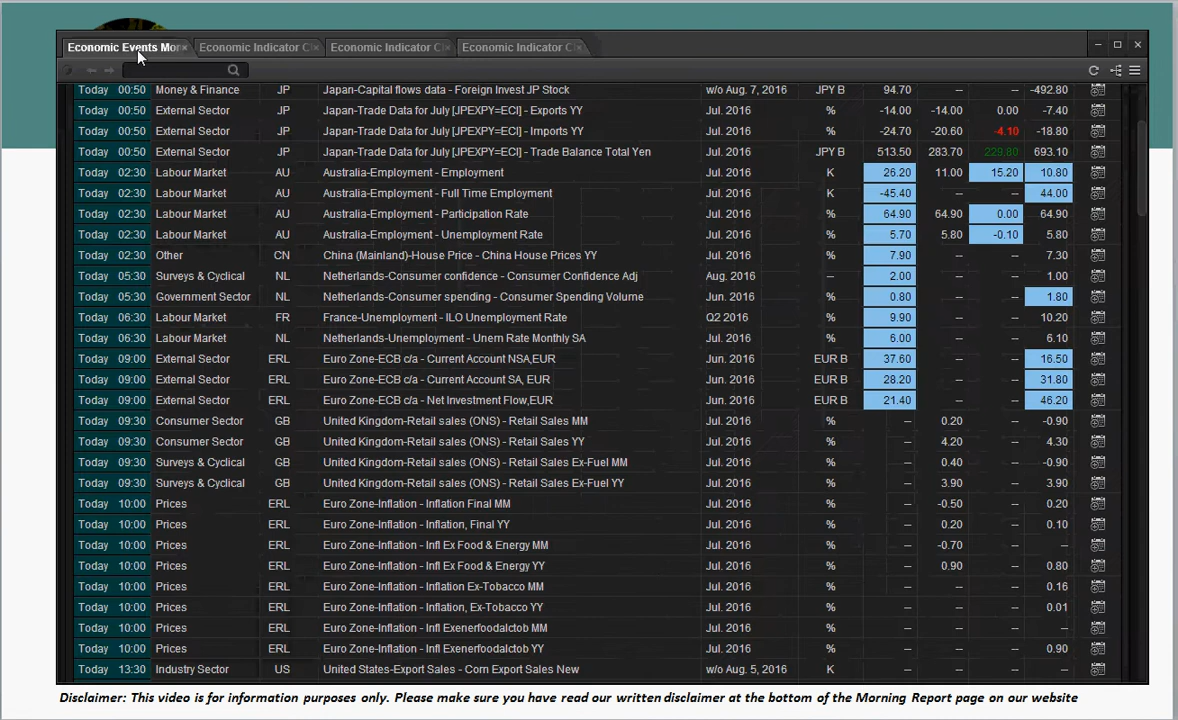 Economic Events Mor
Economic Indicator C
Economic Indicator C
Economic Indicator C
Today 00:50 Money & Finance JP Japan-Capital flows data - Foreign Invest JP Stock w/o Aug. 7, 2016 JPY B 94.70 -- -- -492.80
Today 00:50 External Sector JP Japan-Trade Data for July [JPEXPY=ECI] - Exports YY Jul. 2016 % -14.00 -14.00 0.00 -7.40
Today 00:50 External Sector JP Japan-Trade Data for July [JPEXPY=ECI] - Imports YY Jul. 2016 % -24.70 -20.60 -4.10 -18.80
Today 00:50 External Sector JP Japan-Trade Data for July [JPEXPY=ECI] - Trade Balance Total Yen Jul. 2016 JPY B 513.50 283.70 229.80 693.10
Today 02:30 Labour Market AU Australia-Employment - Employment Jul. 2016 K 26.20 11.00 15.20 10.80
Today 02:30 Labour Market AU Australia-Employment - Full Time Employment Jul. 2016 K -45.40 -- -- 44.00
Today 02:30 Labour Market AU Australia-Employment - Participation Rate Jul. 2016 % 64.90 64.90 0.00 64.90
Today 02:30 Labour Market AU Australia-Employment - Unemployment Rate Jul. 2016 % 5.70 5.80 -0.10 5.80
Today 02:30 Other CN China (Mainland)-House Price - China House Prices YY Jul. 2016 % 7.90 -- -- 7.30
Today 05:30 Surveys & Cyclical NL Netherlands-Consumer confidence - Consumer Confidence Adj Aug. 2016 -- 2.00 -- -- 1.00
Today 05:30 Government Sector NL Netherlands-Consumer spending - Consumer Spending Volume Jun. 2016 % 0.80 -- -- 1.80
Today 06:30 Labour Market FR France-Unemployment - ILO Unemployment Rate Q2 2016 % 9.90 -- -- 10.20
Today 06:30 Labour Market NL Netherlands-Unemployment - Unem Rate Monthly SA Jul. 2016 % 6.00 -- -- 6.10
Today 09:00 External Sector ERL Euro Zone-ECB c/a - Current Account NSA,EUR Jun. 2016 EUR B 37.60 -- -- 16.50
Today 09:00 External Sector ERL Euro Zone-ECB c/a - Current Account SA, EUR Jun. 2016 EUR B 28.20 -- -- 31.80
Today 09:00 External Sector ERL Euro Zone-ECB c/a - Net Investment Flow,EUR Jun. 2016 EUR B 21.40 -- -- 46.20
Today 09:30 Consumer Sector GB United Kingdom-Retail sales (ONS) - Retail Sales MM Jul. 2016 % -- 0.20 -- -0.90
Today 09:30 Consumer Sector GB United Kingdom-Retail sales (ONS) - Retail Sales YY Jul. 2016 % -- 4.20 -- 4.30
Today 09:30 Surveys & Cyclical GB United Kingdom-Retail sales (ONS) - Retail Sales Ex-Fuel MM Jul. 2016 % -- 0.40 -- -0.90
Today 09:30 Surveys & Cyclical GB United Kingdom-Retail sales (ONS) - Retail Sales Ex-Fuel YY Jul. 2016 % -- 3.90 -- 3.90
Today 10:00 Prices ERL Euro Zone-Inflation - Inflation Final MM Jul. 2016 % -- -0.50 -- 0.20
Today 10:00 Prices ERL Euro Zone-Inflation - Inflation, Final YY Jul. 2016 % -- 0.20 -- 0.10
Today 10:00 Prices ERL Euro Zone-Inflation - Infl Ex Food & Energy MM Jul. 2016 % -- -0.70 -- --
Today 10:00 Prices ERL Euro Zone-Inflation - Infl Ex Food & Energy YY Jul. 2016 % -- 0.90 -- 0.80
Today 10:00 Prices ERL Euro Zone-Inflation - Inflation Ex-Tobacco MM Jul. 2016 % -- -- -- 0.16
Today 10:00 Prices ERL Euro Zone-Inflation - Inflation, Ex-Tobacco YY Jul. 2016 % -- -- -- 0.01
Today 10:00 Prices ERL Euro Zone-Inflation - Infl Exenerfoodalctob MM Jul. 2016 % -- -- -- --
Today 10:00 Prices ERL Euro Zone-Inflation - Infl Exenerfoodalctob YY Jul. 2016 % -- -- -- 0.90
Today 13:30 Industry Sector US United States-Export Sales - Corn Export Sales New w/o Aug. 5, 2016 K -- -- -- --
Disclaimer: This video is for information purposes only. Please make sure you have read our written disclaimer at the bottom of the Morning Report page on our website